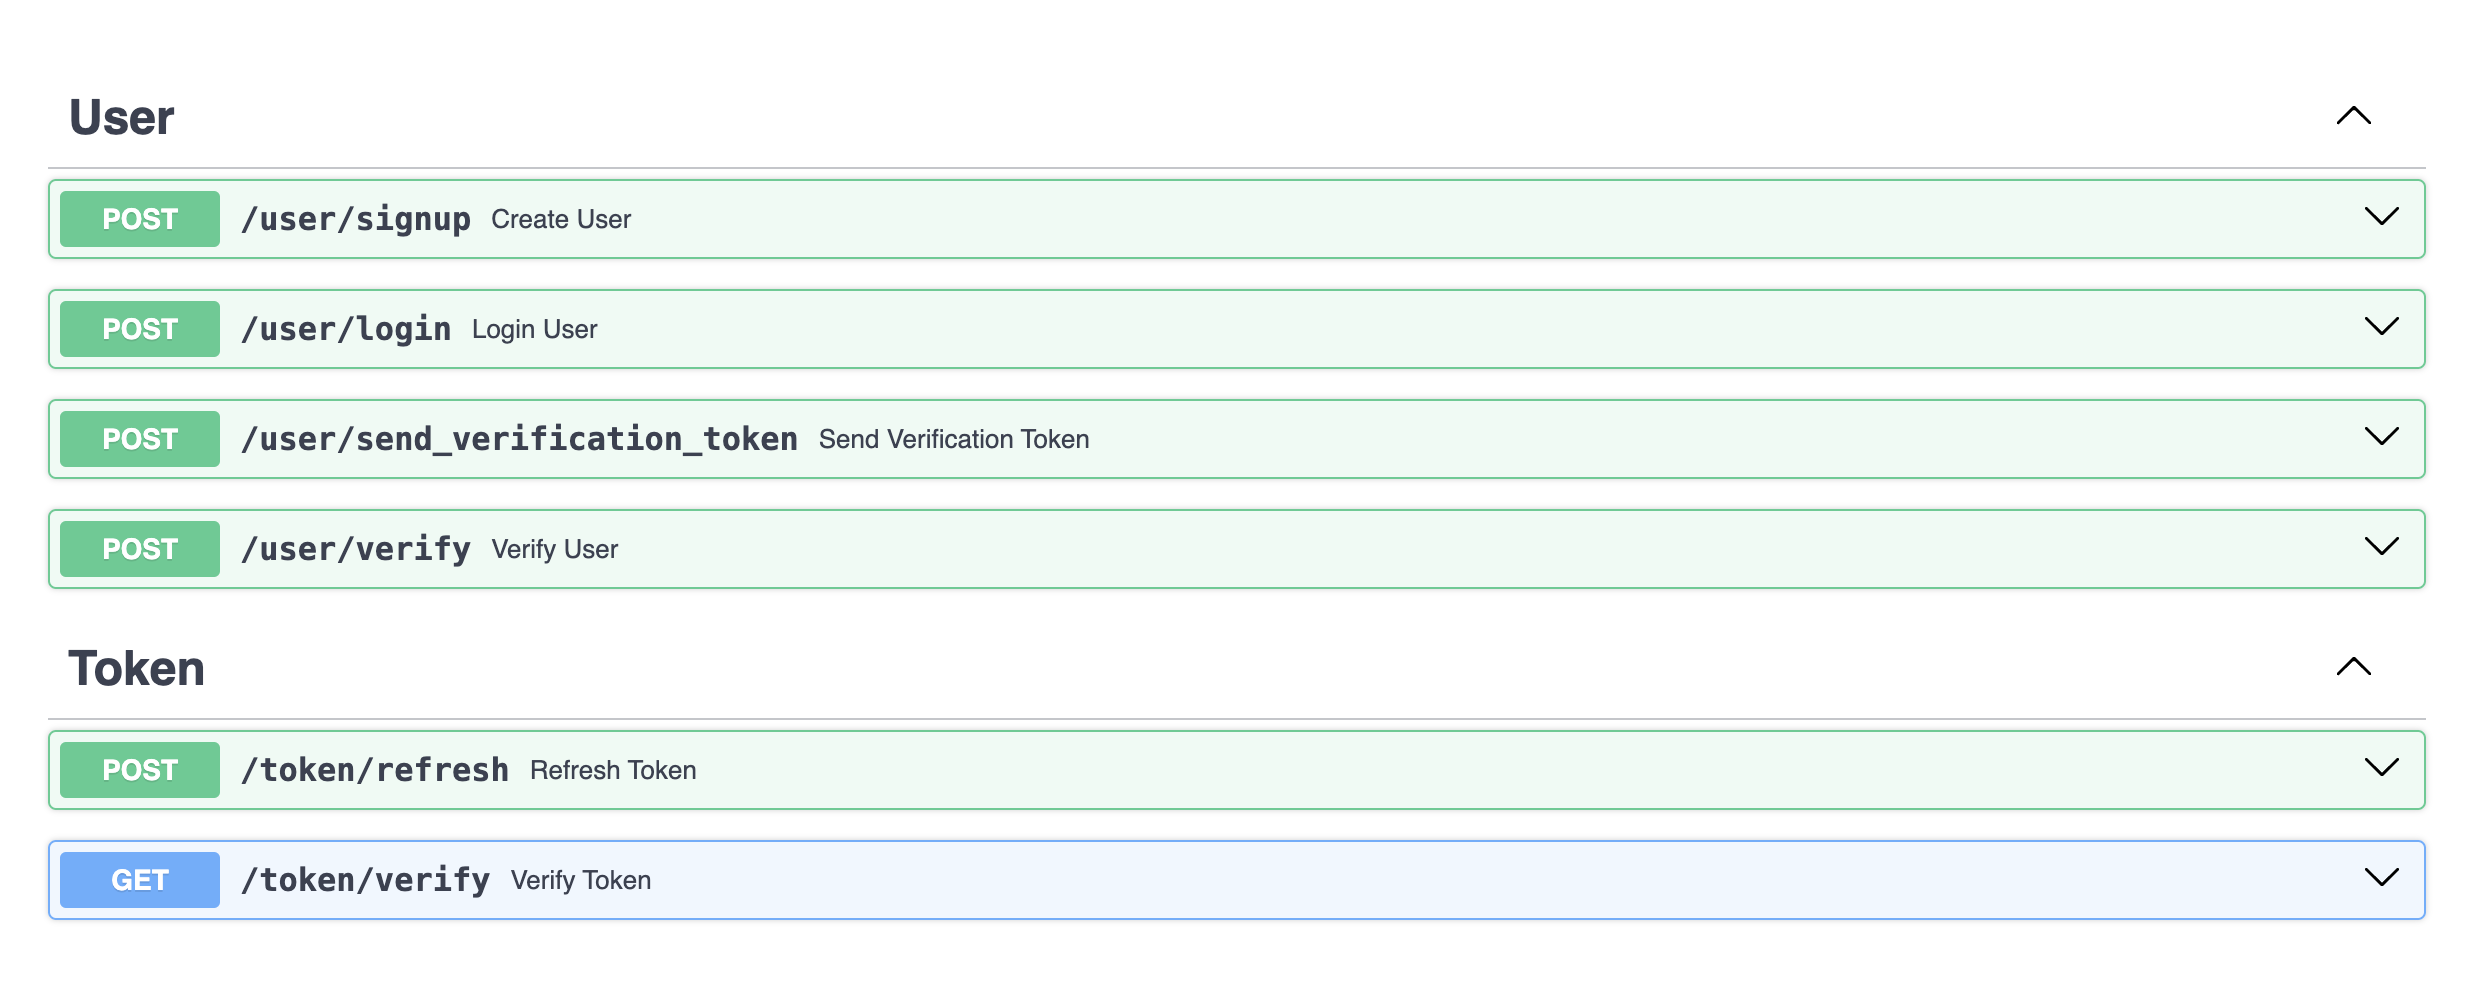 User
POST /user/signup Create User
POST /user/login Login User
POST /user/send_verification_token Send Verification Token
POST /user/verify Verify User
Token
POST /token/refresh Refresh Token
GET /token/verify Verify Token